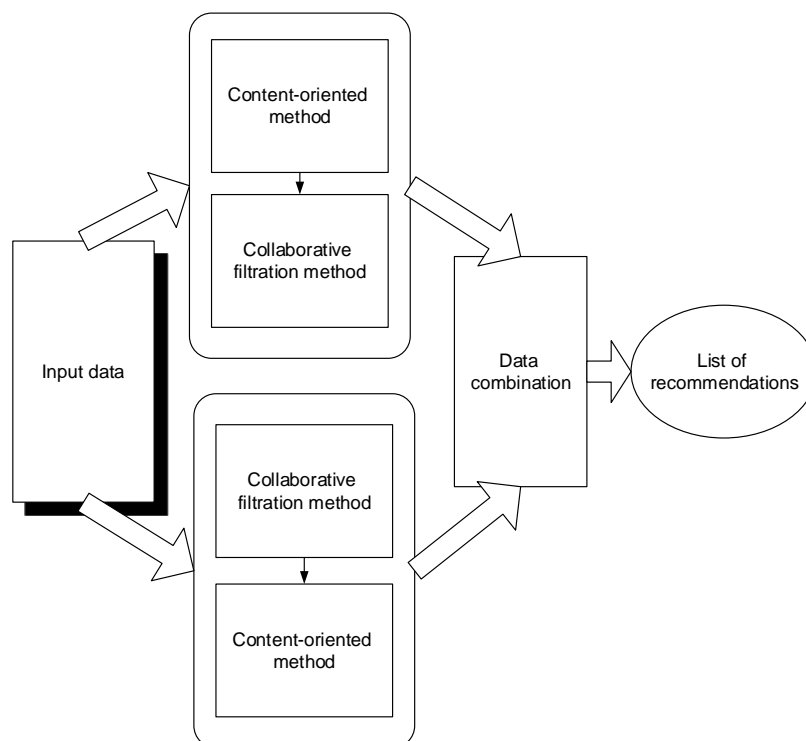 Content-oriented
method
Collaborative
filtration method
Input data
Data
combination
List of
recommendations
Collaborative
filtration method
Content-oriented
method